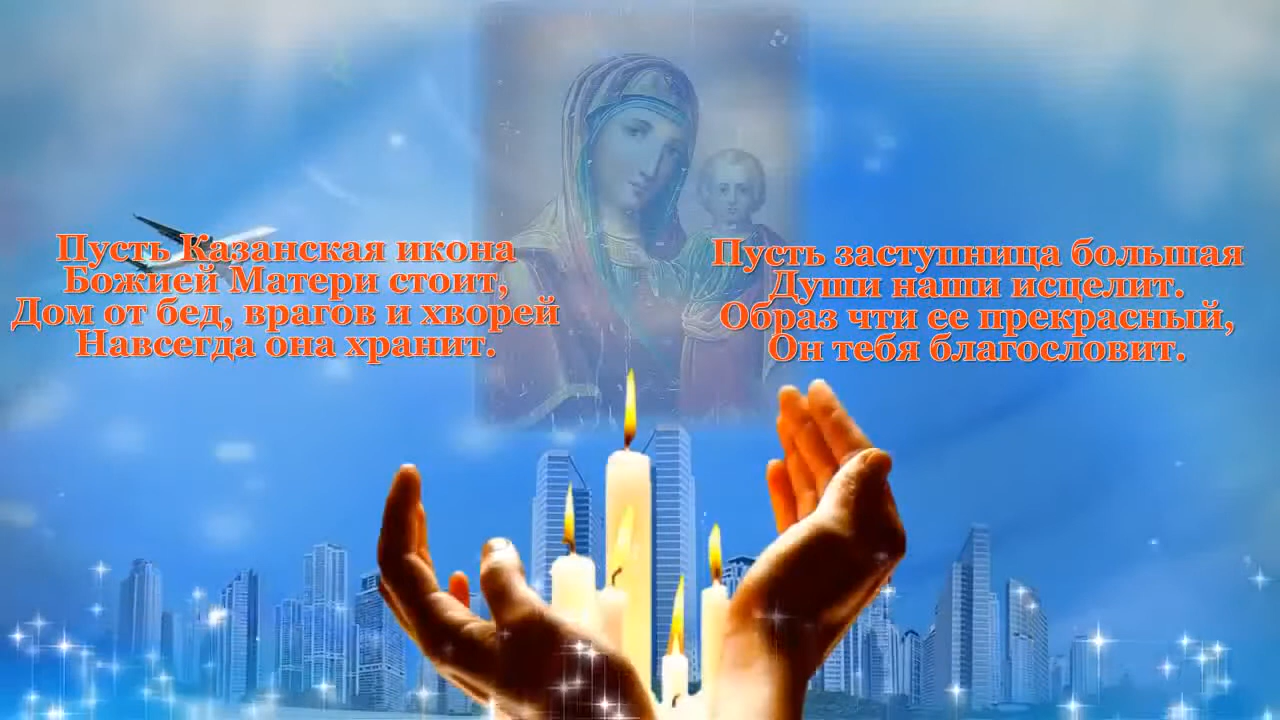 Пусть Казанская икона
Божией Матери стоит,
Дом от бед, врагов и хворей
Навсегда она хранит.
Пусть заступница большая
Души наши исцелит.
Образ чти ее прекрасный,
Он тебя благословит.